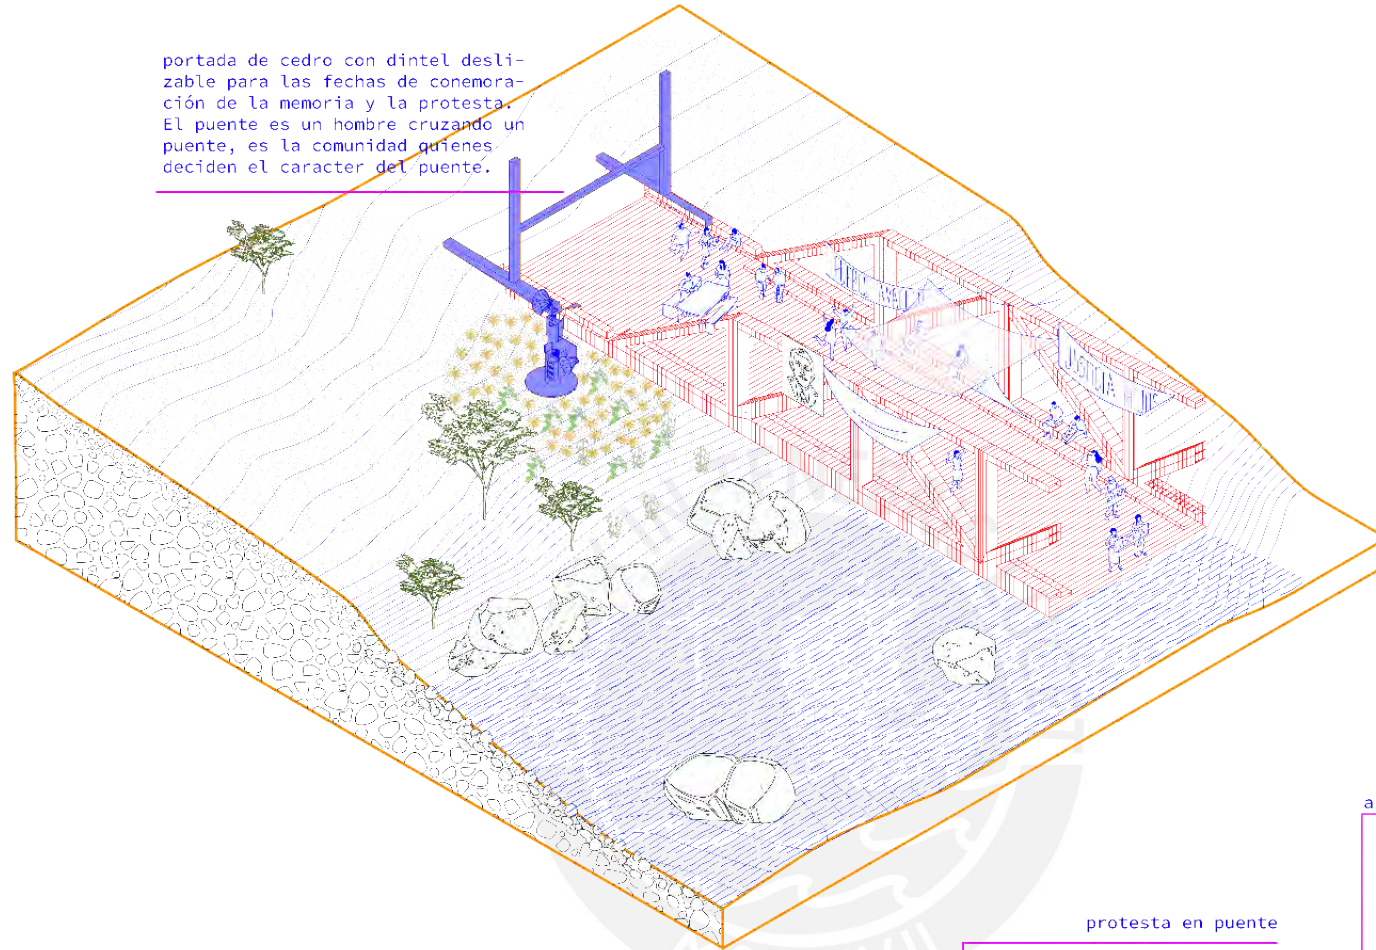 portada de cedro con dintel desli-
zable para las fechas de conemora-
ción de la memoria y la protesta.
El puente es un hombre cruzando un
puente, es la comunidad quienes
deciden el caracter del puente.
JUSTICIA
a
protesta en puente